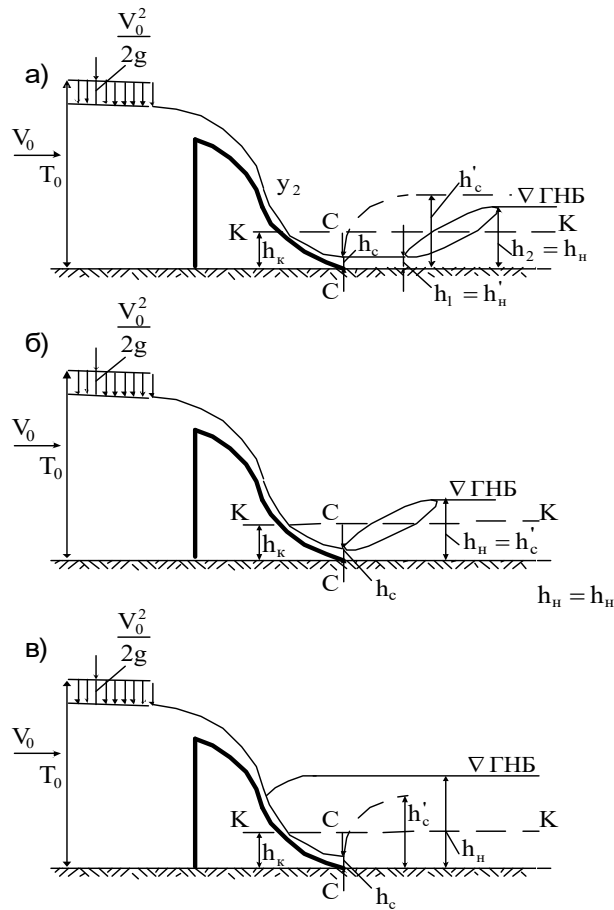 а)
V₀²/2g
V₀
T₀
y₂
h'c
∇ ГНБ
K
C
K
hк
hc
h₂ = hн
C
h₁ = h'н
б)
V₀²/2g
V₀
T₀
∇ ГНБ
K
C
K
hк
hн = h'c
C
hc
hн = hн
в)
V₀²/2g
V₀
T₀
∇ ГНБ
K
C
h'c
K
hк
hн
C
hc